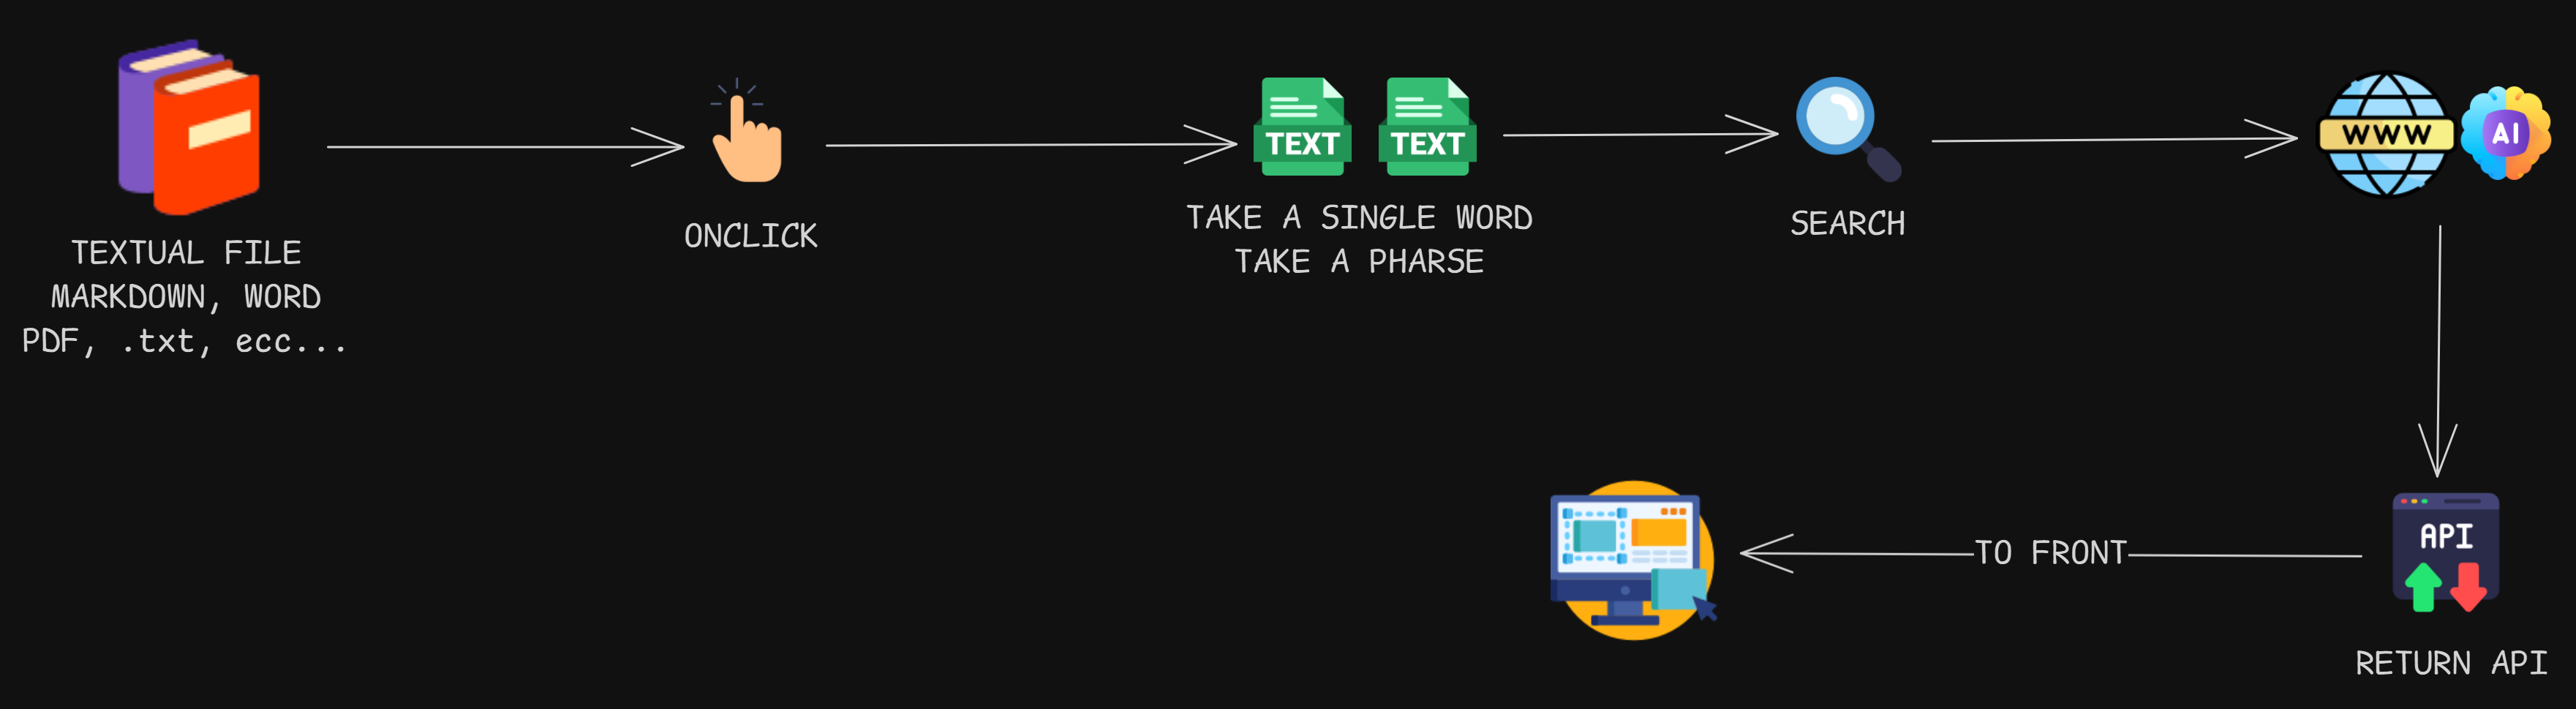 TEXTUAL FILE
MARKDOWN, WORD
PDF, .txt, ecc...
ONCLICK
TEXT
TEXT
TAKE A SINGLE WORD
TAKE A PHARSE
SEARCH
WWW
AI
TO FRONT
API
RETURN API